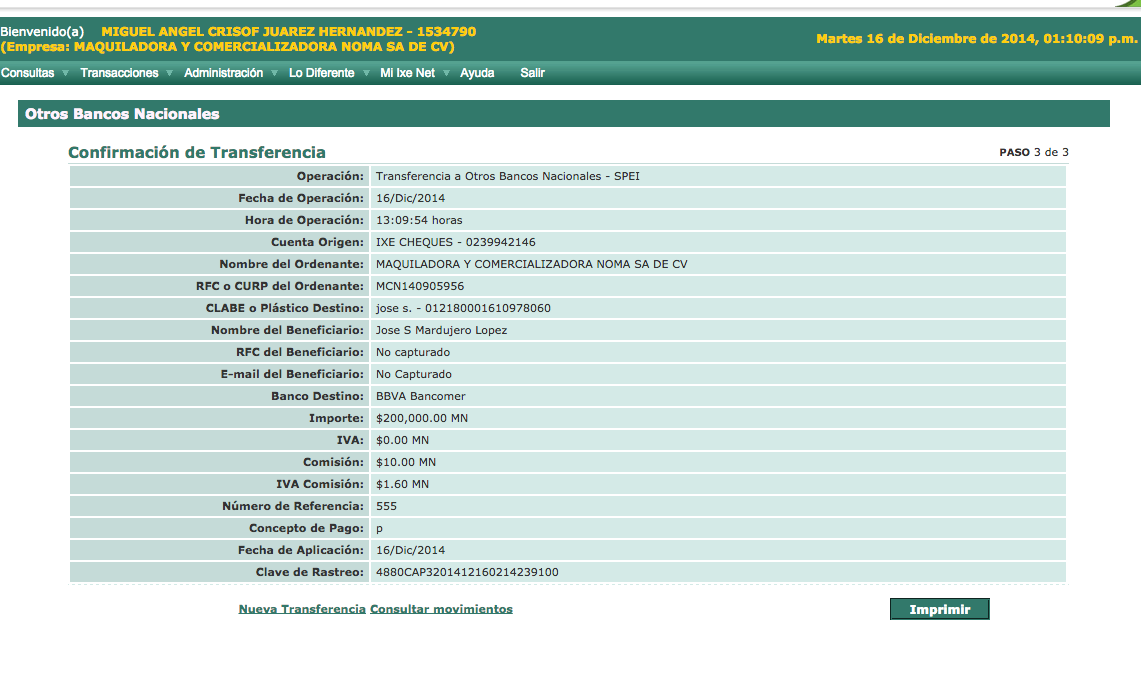 Bienvenido(a) MIGUEL ANGEL CRISOF JUAREZ HERNANDEZ - 1534790
(Empresa: MAQUILADORA Y COMERCIALIZADORA NOMA SA DE CV)
Martes 16 de Diciembre de 2014, 01:10:09 p.m.
Consultas Transacciones Administración Lo Diferente Mi Ixe Net Ayuda Salir
Otros Bancos Nacionales
Confirmación de Transferencia PASO 3 de 3
Operación: Transferencia a Otros Bancos Nacionales - SPEI
Fecha de Operación: 16/Dic/2014
Hora de Operación: 13:09:54 horas
Cuenta Origen: IXE CHEQUES - 0239942146
Nombre del Ordenante: MAQUILADORA Y COMERCIALIZADORA NOMA SA DE CV
RFC o CURP del Ordenante: MCN140905956
CLABE o Plástico Destino: jose s. - 012180001610978060
Nombre del Beneficiario: Jose S Mardujero Lopez
RFC del Beneficiario: No capturado
E-mail del Beneficiario: No Capturado
Banco Destino: BBVA Bancomer
Importe: $200,000.00 MN
IVA: $0.00 MN
Comisión: $10.00 MN
IVA Comisión: $1.60 MN
Número de Referencia: 555
Concepto de Pago: p
Fecha de Aplicación: 16/Dic/2014
Clave de Rastreo: 4880CAP3201412160214239100
Nueva Transferencia Consultar movimientos Imprimir